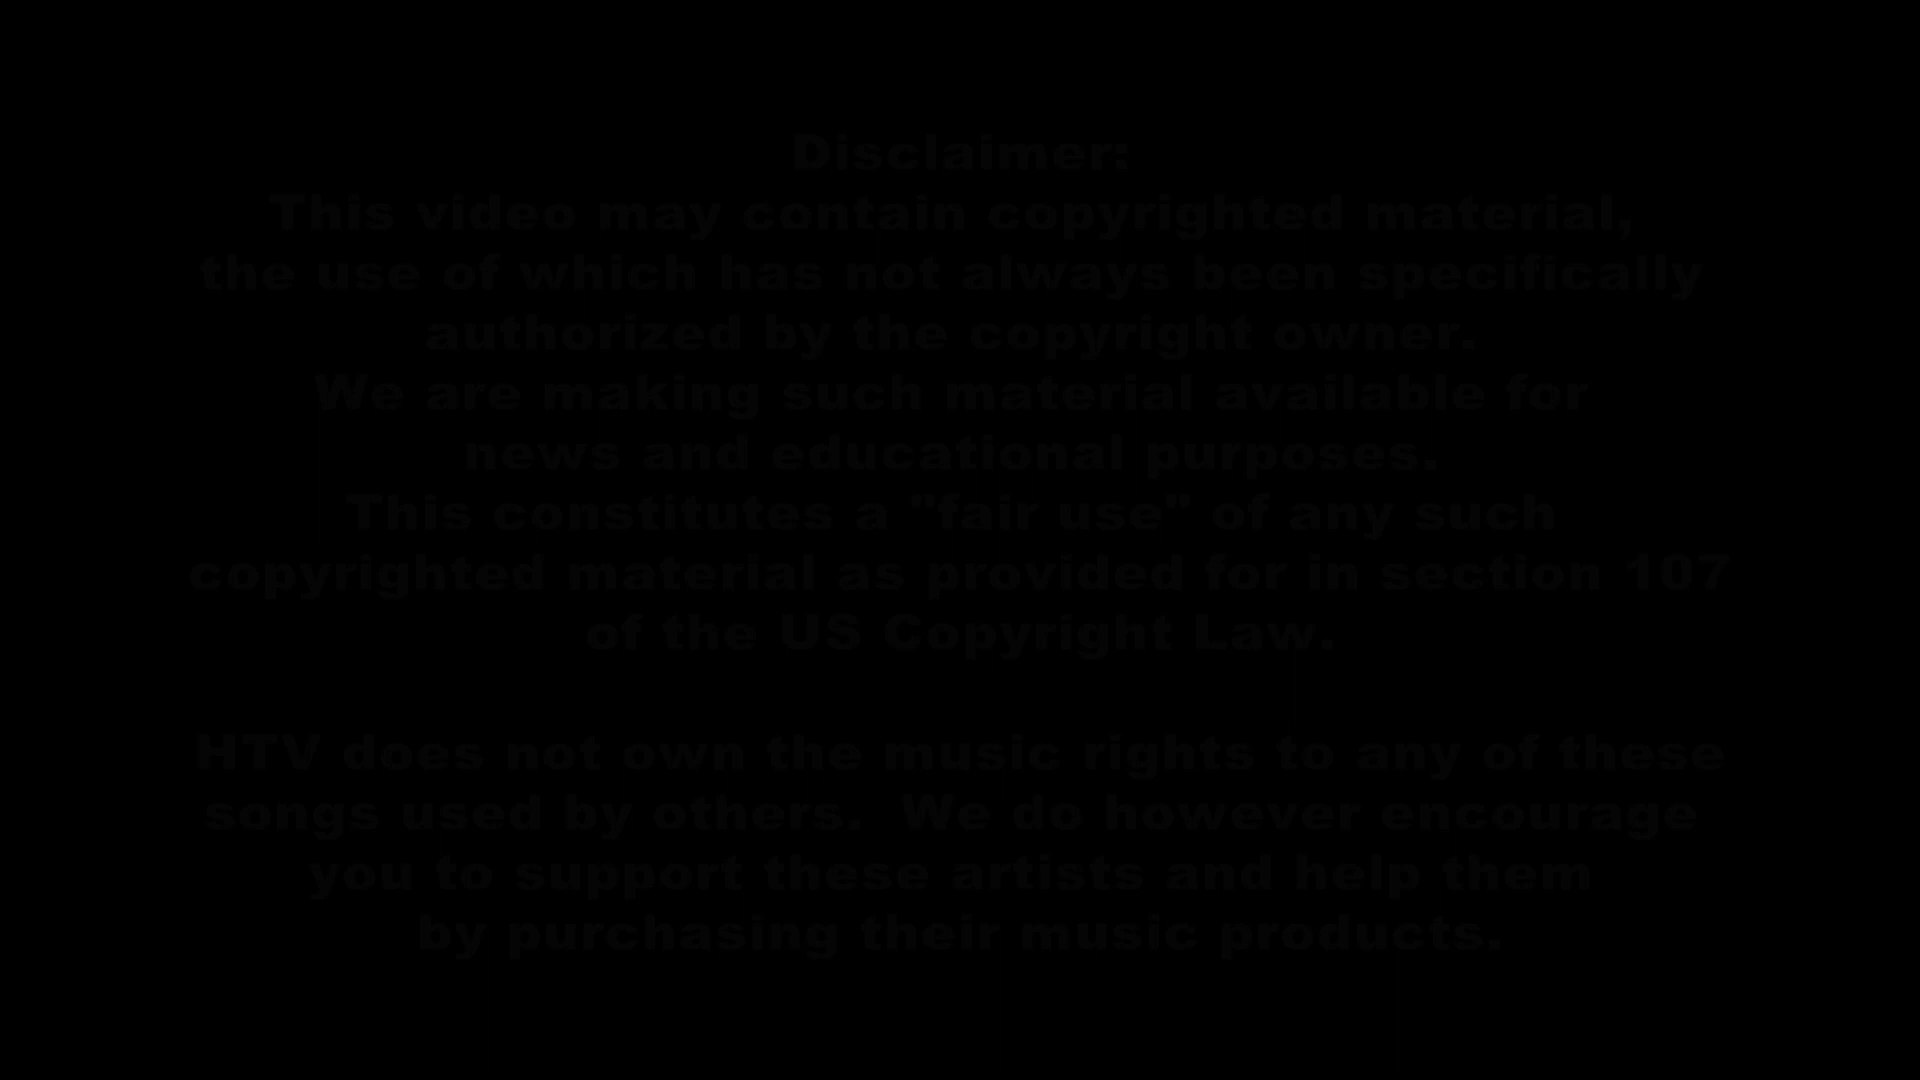 Disclaimer:
This video may contain copyrighted material,
the use of which has not always been specifically
authorized by the copyright owner.
We are making such material available for
news and educational purposes.
This constitutes a "fair use" of any such
copyrighted material as provided for in section 107
of the US Copyright Law.
HTV does not own the music rights to any of these
songs used by others.  We do however encourage
you to support these artists and help them
by purchasing their music products.